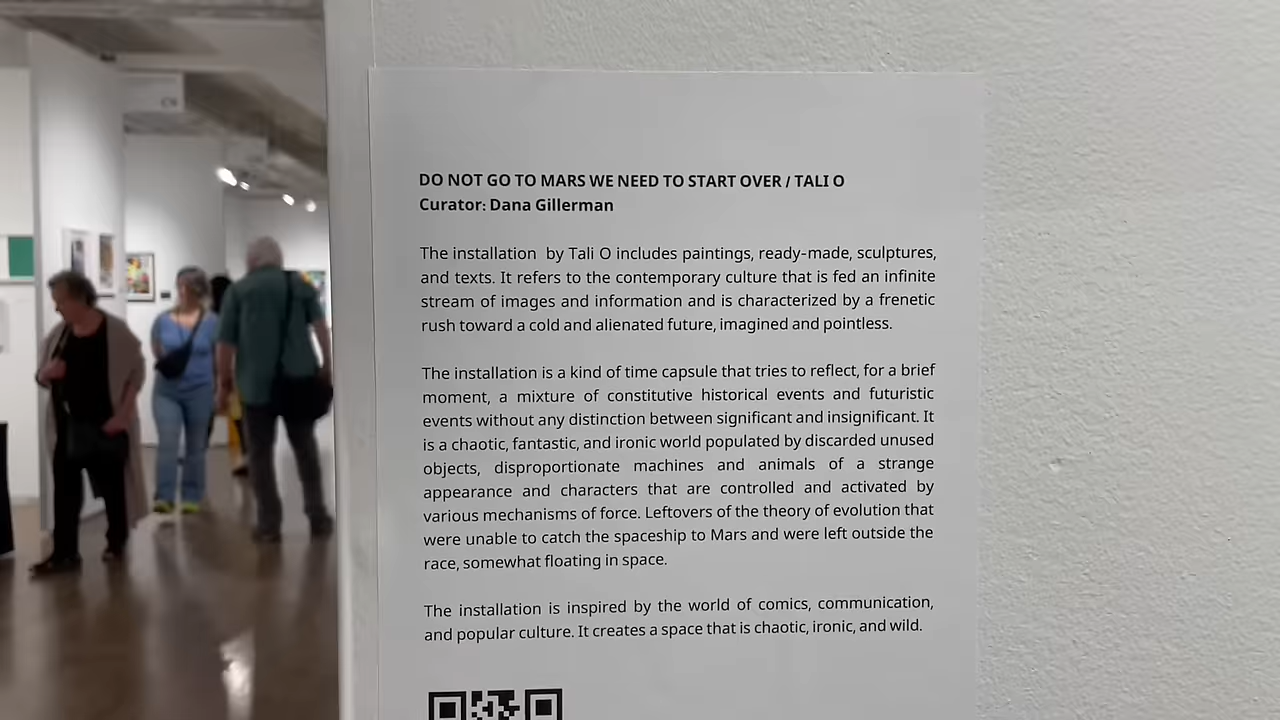 DO NOT GO TO MARS WE NEED TO START OVER / TALI O
Curator: Dana Gillerman
The installation by Tali O includes paintings, ready-made, sculptures,
and texts. It refers to the contemporary culture that is fed an infinite
stream of images and information and is characterized by a frenetic
rush toward a cold and alienated future, imagined and pointless.
The installation is a kind of time capsule that tries to reflect, for a brief
moment, a mixture of constitutive historical events and futuristic
events without any distinction between significant and insignificant. It
is a chaotic, fantastic, and ironic world populated by discarded unused
objects, disproportionate machines and animals of a strange
appearance and characters that are controlled and activated by
various mechanisms of force. Leftovers of the theory of evolution that
were unable to catch the spaceship to Mars and were left outside the
race, somewhat floating in space.
The installation is inspired by the world of comics, communication,
and popular culture. It creates a space that is chaotic, ironic, and wild.